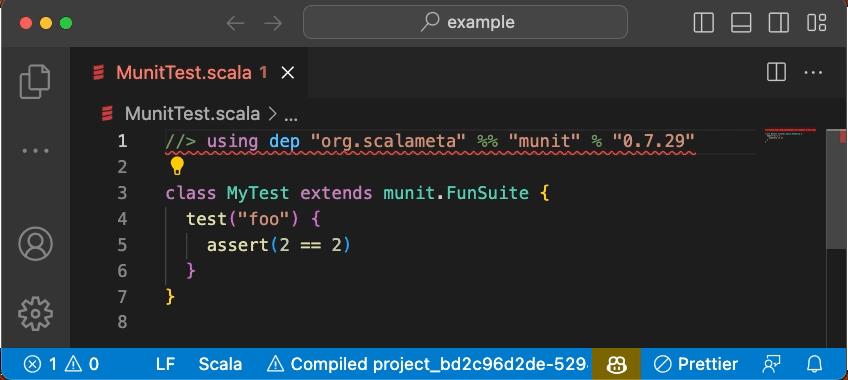 example
MunitTest.scala 1
MunitTest.scala > ...
1 //> using dep "org.scalameta" %% "munit" % "0.7.29"
2
3 class MyTest extends munit.FunSuite {
4 test("foo") {
5 assert(2 == 2)
6 }
7 }
8
1 0 LF Scala Compiled project_bd2c96d2de-529 Prettier